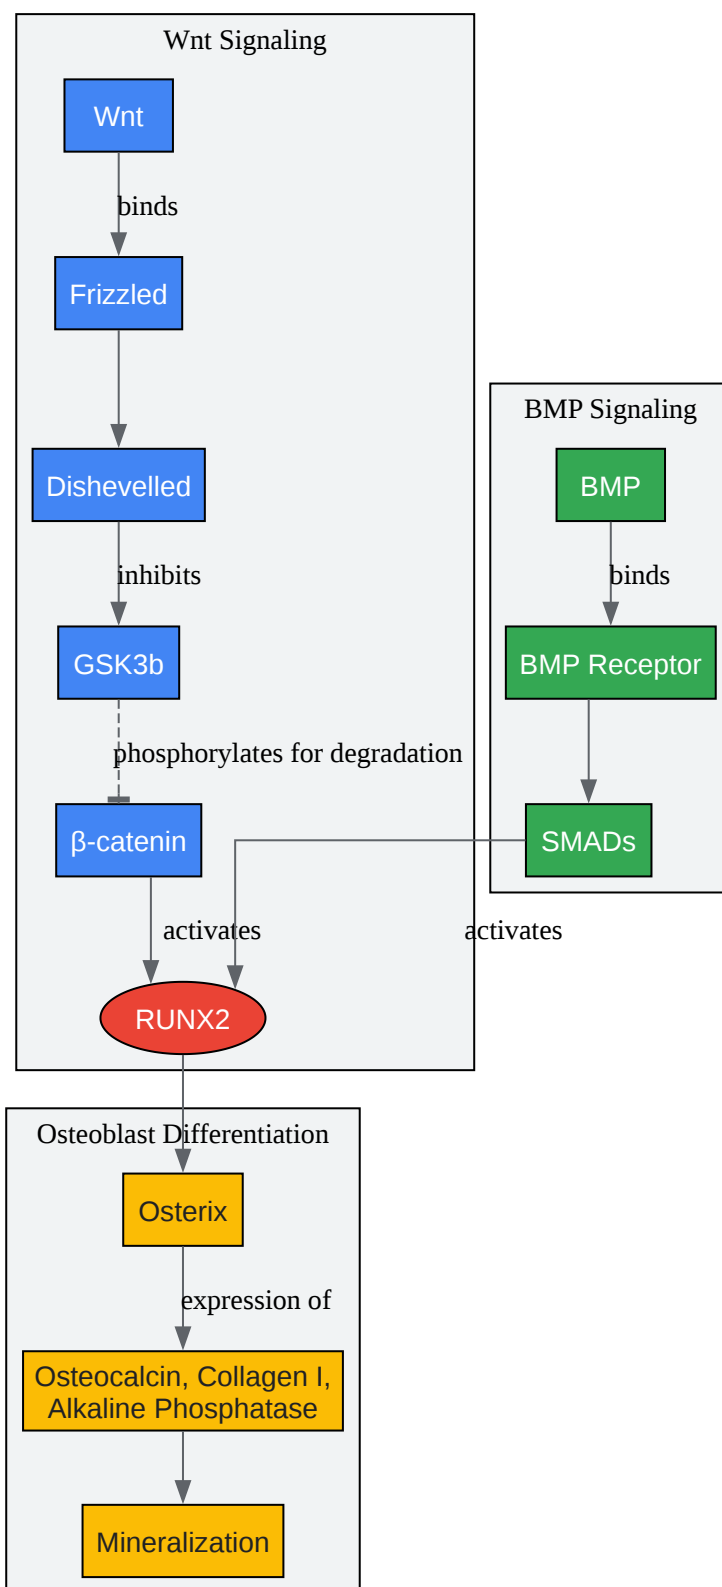 Wnt Signaling
Wnt
binds
Frizzled
Dishevelled
inhibits
GSK3b
phosphorylates for degradation
β-catenin
activates
RUNX2
BMP Signaling
BMP
binds
BMP Receptor
SMADs
activates
Osteoblast Differentiation
Osterix
expression of
Osteocalcin, Collagen I,
Alkaline Phosphatase
Mineralization